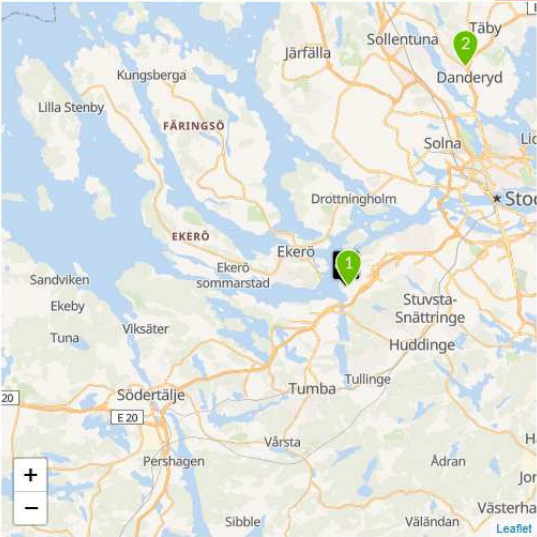 2
Täby
Sollentuna
Järfälla
Danderyd
Kungsberga
Lilla Stenby
FÄRINGSÖ
Solna
Drottningholm
EKERÖ
Ekerö
1
Ekerö
sommarstad
Sandviken
Ekeby
Tuna
Viksäter
Stuvsta-
Snättringe
Huddinge
Tullinge
Tumba
Södertälje
20
E 20
Vårsta
Pershagen
Ådran
+
−
Sibble
Väländan
Leaflet